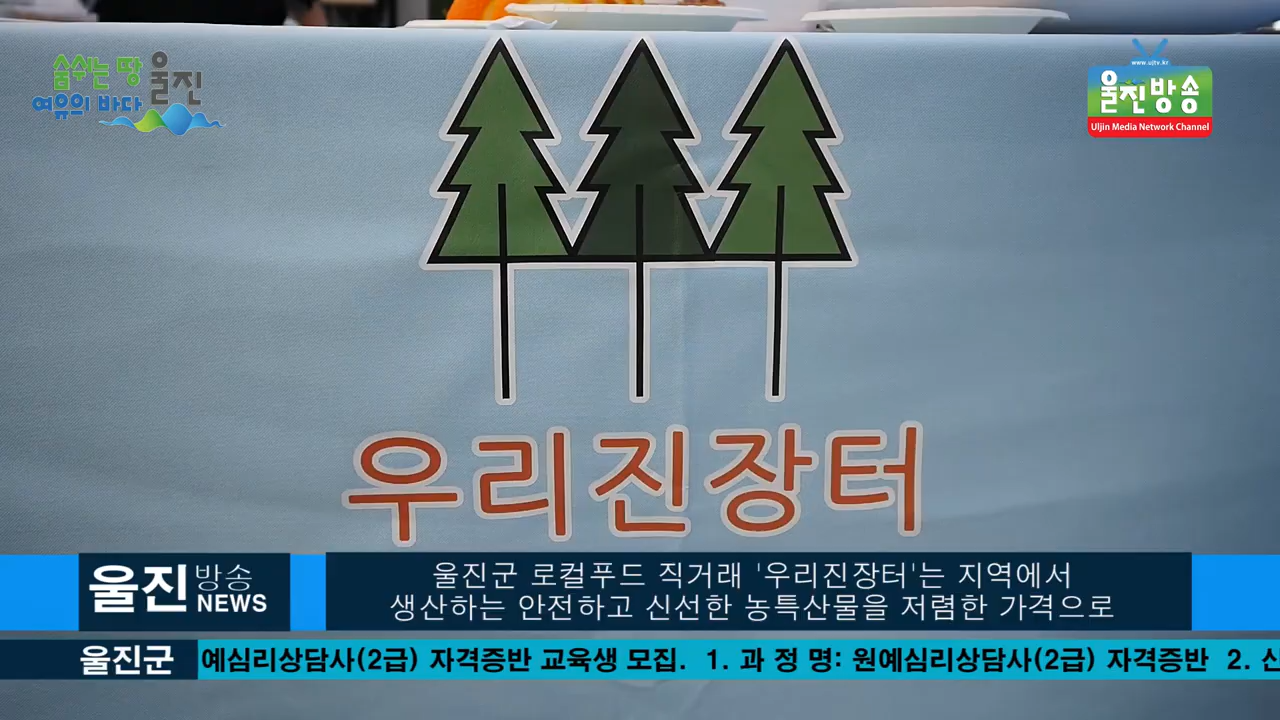 숨쉬는 땅
여유의 바다
울진
www.ujtv.kr
울진방송
Uljin Media Network Channel
우리진장터
울진 방송 NEWS
울진군 로컬푸드 직거래 '우리진장터'는 지역에서
생산하는 안전하고 신선한 농특산물을 저렴한 가격으로
울진군
예심리상담사(2급) 자격증반 교육생 모집. 1. 과 정 명: 원예심리상담사(2급) 자격증반 2. 신